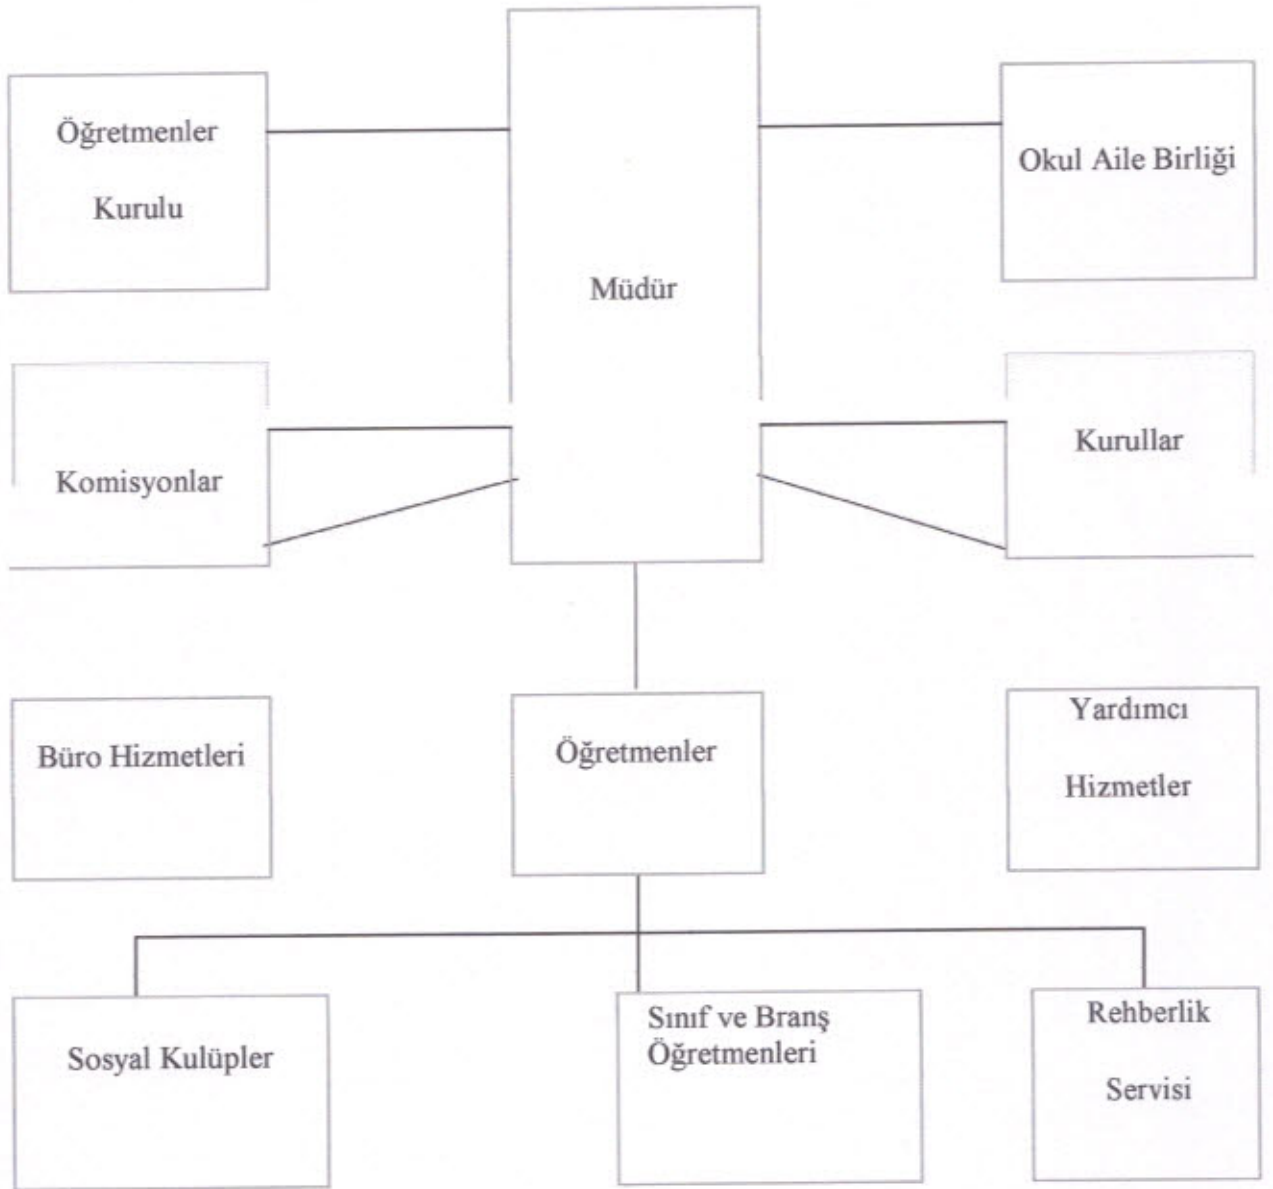 Öğretmenler
Kurulu
Müdür
Okul Aile Birliği
Komisyonlar
Kurullar
Büro Hizmetleri
Öğretmenler
Yardımcı
Hizmetler
Sosyal Kulüpler
Sınıf ve Branş
Öğretmenleri
Rehberlik
Servisi